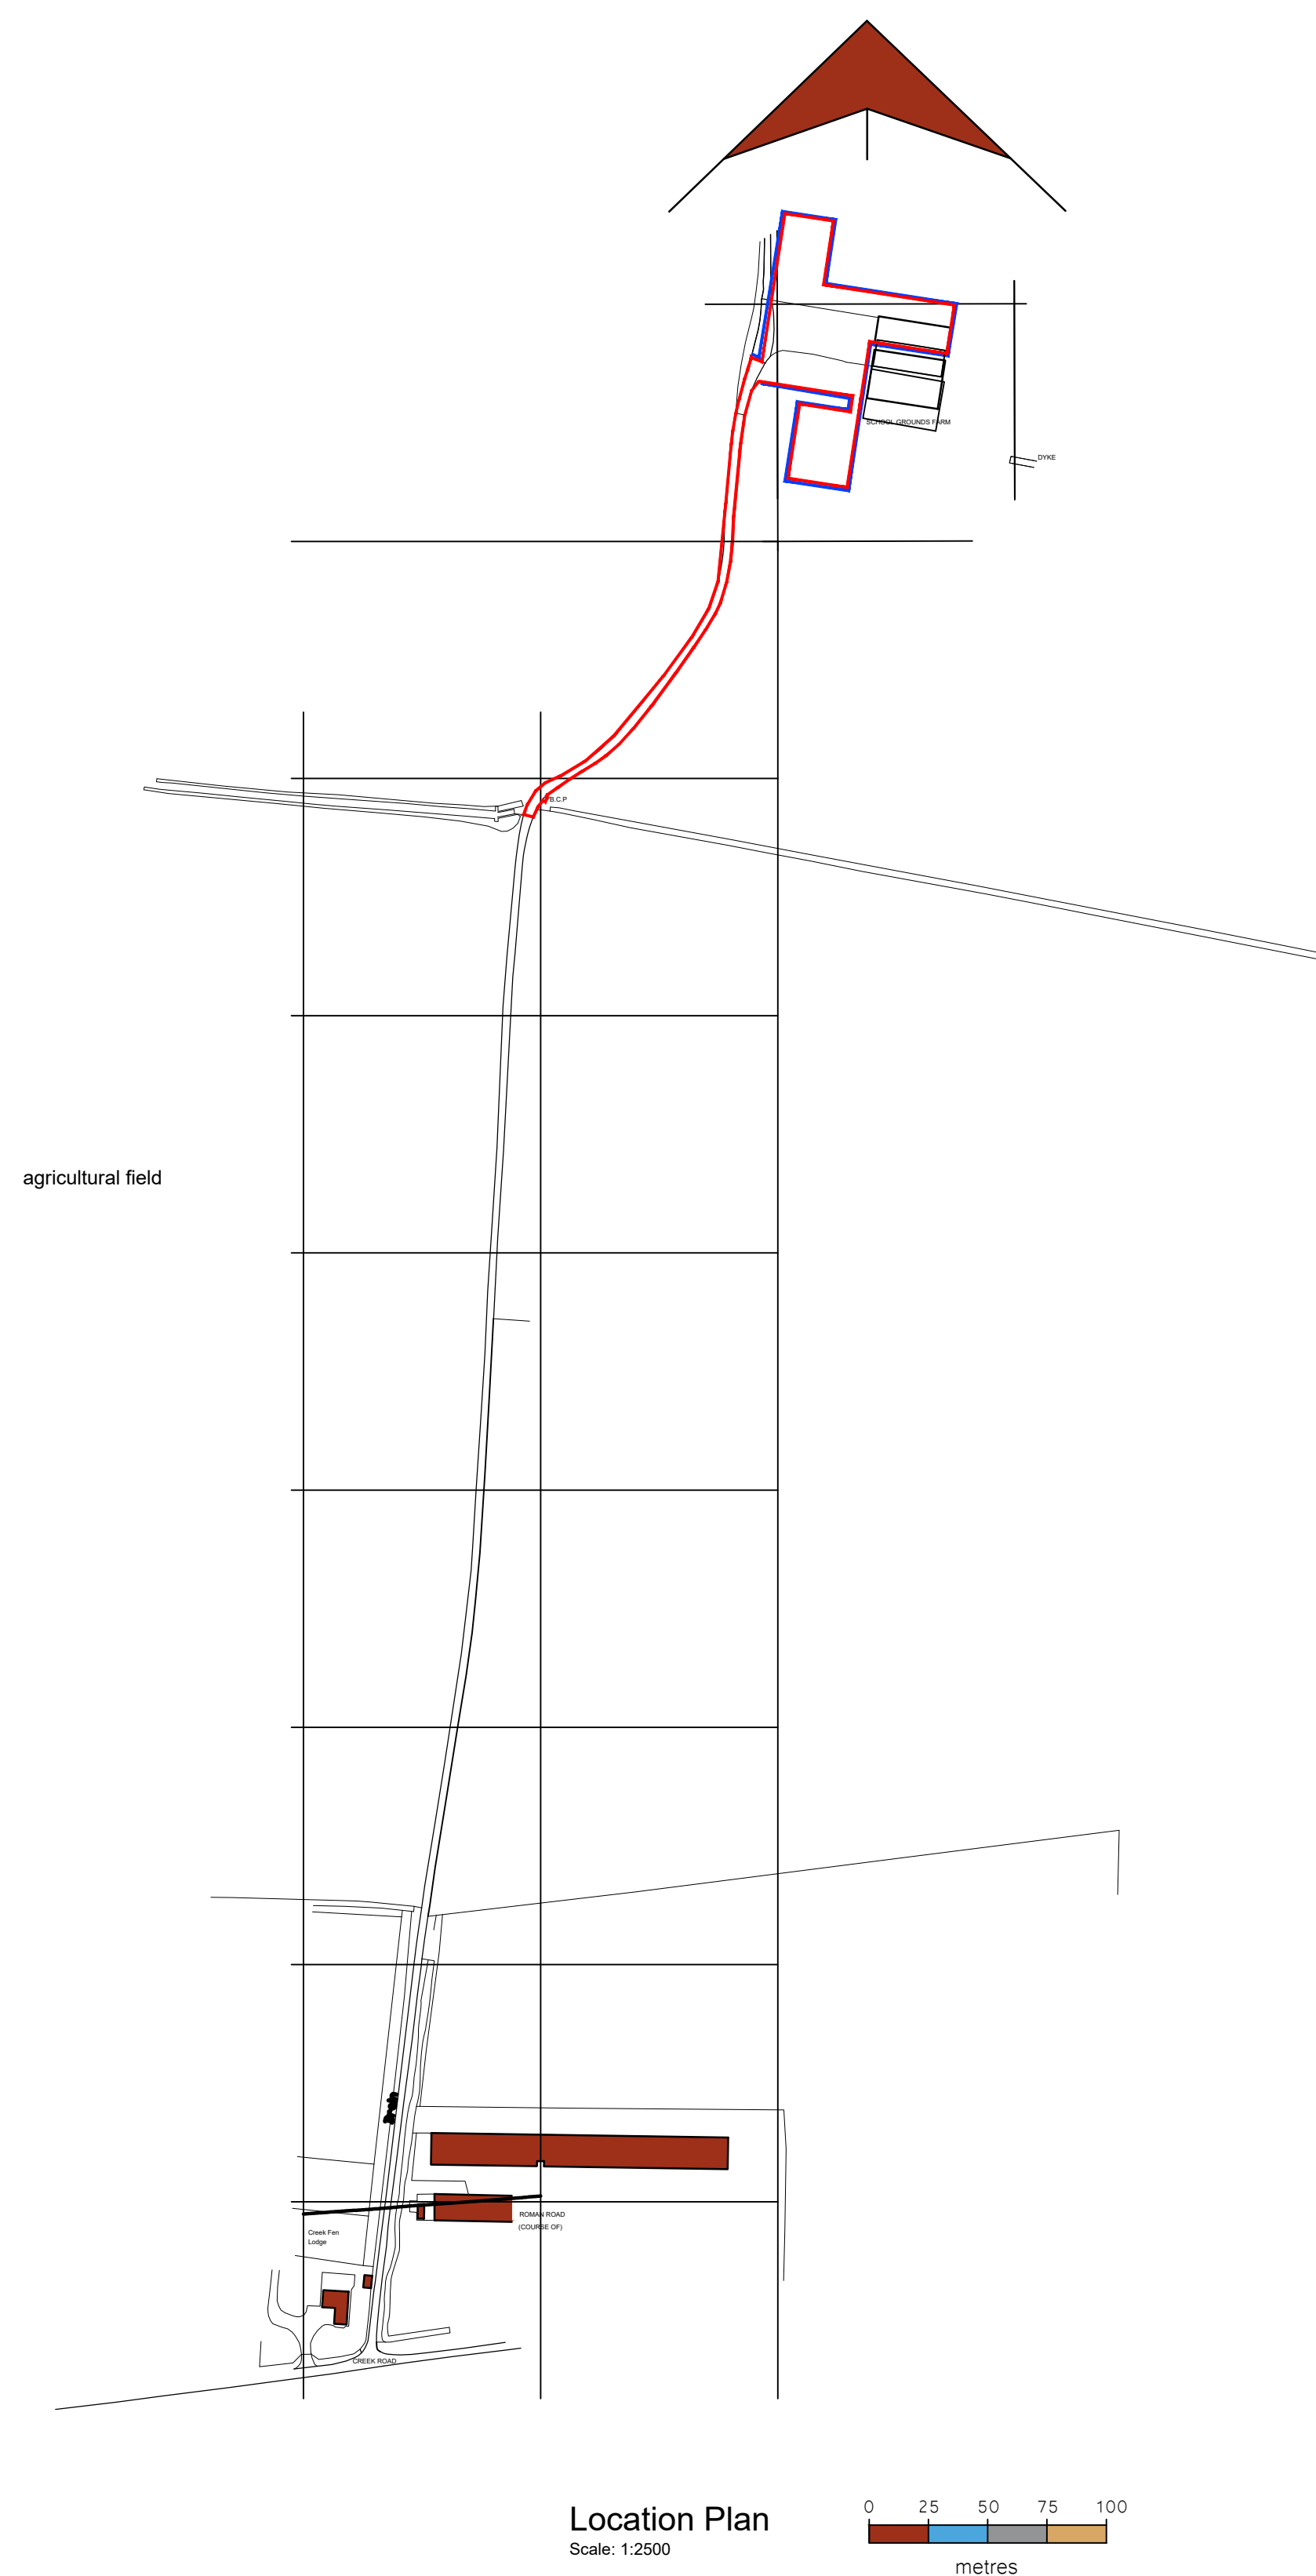 SCHOOL GROUNDS FARM
DYKE
B.C.P
agricultural field
Drain
ROMAN ROAD
(COURSE OF)
Creek Fen
Lodge
CREEK ROAD
Location Plan
Scale: 1:2500
0 25 50 75 100
metres